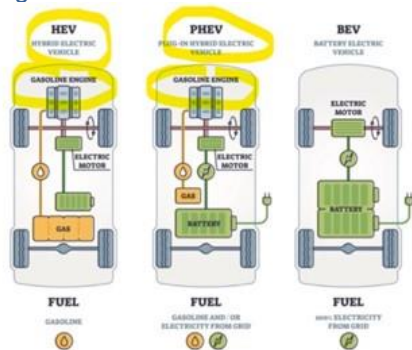 HEV
HYBRID ELECTRIC
VEHICLE
GASOLINE ENGINE
ELECTRIC
MOTOR
GAS
FUEL
GASOLINE
PHEV
PLUG-IN HYBRID ELECTRIC
VEHICLE
GASOLINE ENGINE
ELECTRIC
MOTOR
GAS
BATTERY
FUEL
GASOLINE AND/OR
ELECTRICITY FROM GRID
BEV
BATTERY ELECTRIC
VEHICLE
ELECTRIC
MOTOR
BATTERY
FUEL
100% ELECTRICITY
FROM GRID